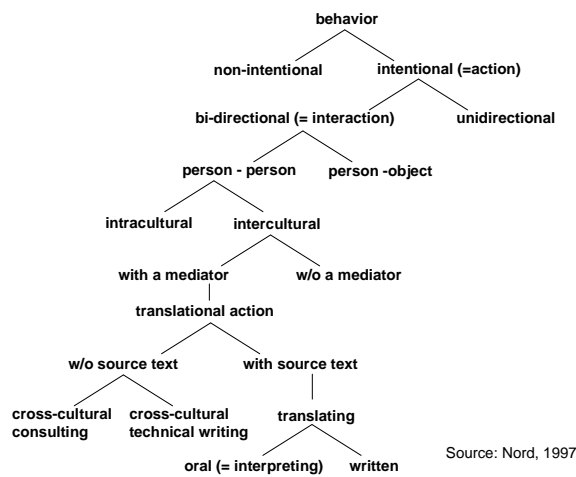 behavior
non-intentional intentional (=action)
bi-directional (= interaction) unidirectional
person - person person -object
intracultural intercultural
with a mediator w/o a mediator
translational action
w/o source text with source text
cross-cultural cross-cultural translating
consulting technical writing
Source: Nord, 1997
oral (= interpreting) written